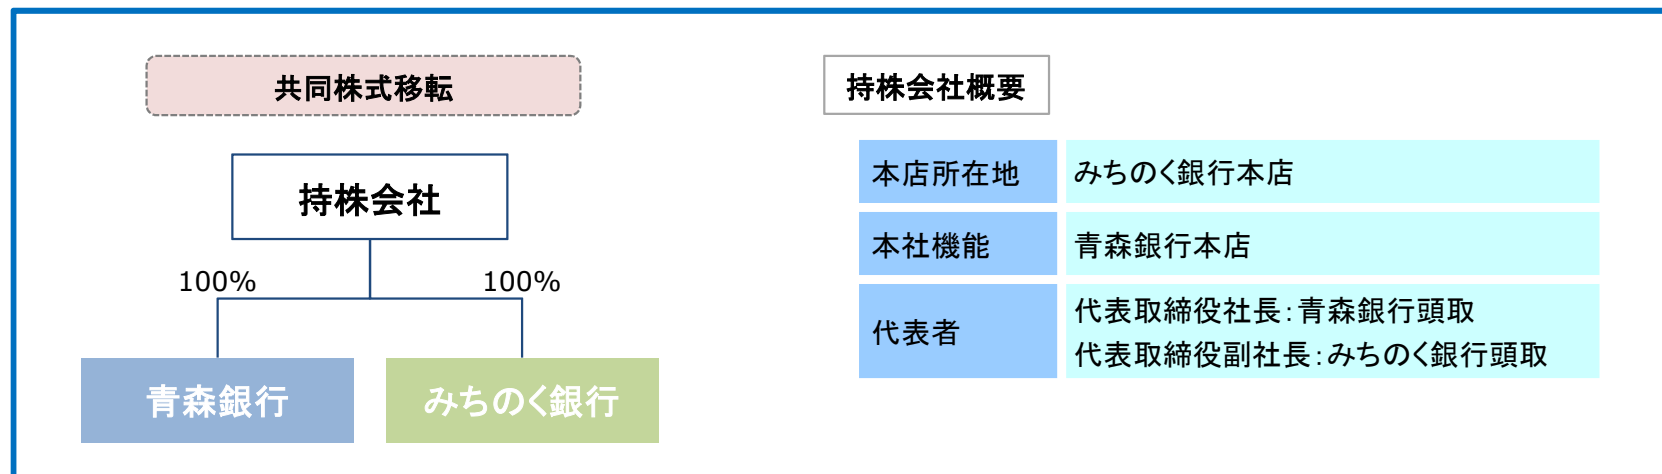 共同株式移転
持株会社
100%
100%
青森銀行
みちのく銀行
持株会社概要
本店所在地
みちのく銀行本店
本社機能
青森銀行本店
代表者
代表取締役社長：青森銀行頭取
代表取締役副社長：みちのく銀行頭取